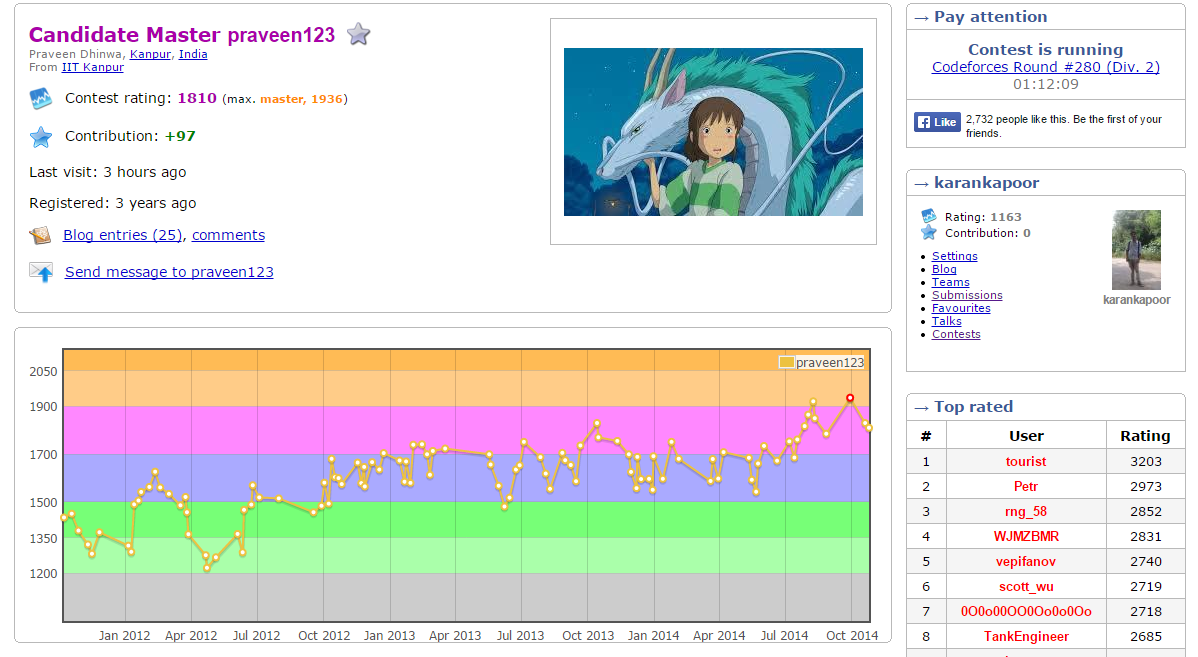 Candidate Master praveen123
Praveen Dhinwa, Kanpur, India
From IIT Kanpur
Contest rating: 1810 (max. master, 1936)
Contribution: +97
Last visit: 3 hours ago
Registered: 3 years ago
Blog entries (25), comments
Send message to praveen123
praveen123
2050
1900
1700
1500
1350
1200
Jan 2012 Apr 2012 Jul 2012 Oct 2012 Jan 2013 Apr 2013 Jul 2013 Oct 2013 Jan 2014 Apr 2014 Jul 2014 Oct 2014
→ Pay attention
Contest is running
Codeforces Round #280 (Div. 2)
01:12:09
Like 2,732 people like this. Be the first of your
friends.
→ karankapoor
Rating: 1163
Contribution: 0
Settings
Blog
Teams
Submissions
Favourites
Talks
Contests
karankapoor
→ Top rated
# User Rating
1 tourist 3203
2 Petr 2973
3 rng_58 2852
4 WJMZBMR 2831
5 vepifanov 2740
6 scott_wu 2719
7 0O0o00OO0Oo0o0Oo 2718
8 TankEngineer 2685